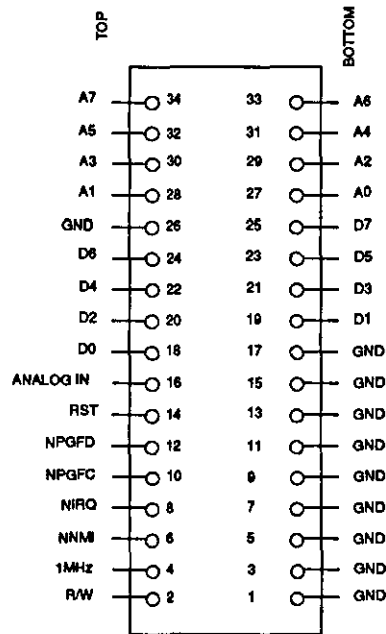 TOP BOTTOM
A7 34 33 A6
A5 32 31 A4
A3 30 29 A2
A1 28 27 A0
GND 26 25 D7
D6 24 23 D5
D4 22 21 D3
D2 20 19 D1
D0 18 17 GND
ANALOG IN 16 15 GND
RST 14 13 GND
NPGFD 12 11 GND
NPGFC 10 9 GND
NIRQ 8 7 GND
NNMI 6 5 GND
1MHz 4 3 GND
R/W 2 1 GND